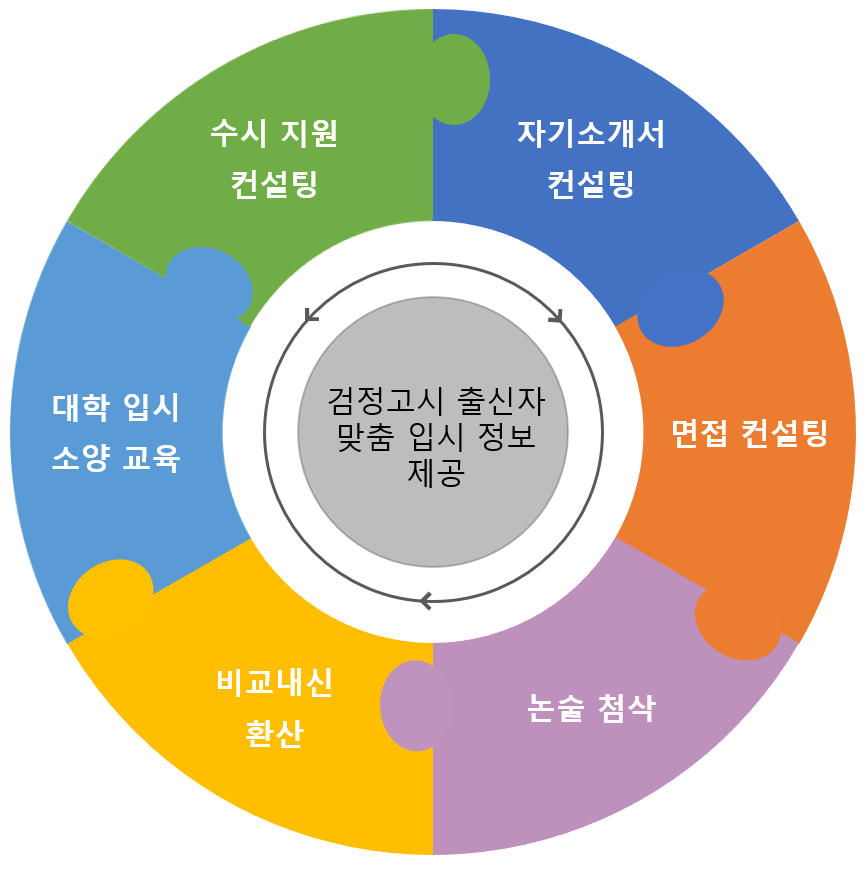 수시 지원
컨설팅
자기소개서
컨설팅
면접 컨설팅
논술 첨삭
비교내신
환산
대학 입시
소양 교육
검정고시 출신자
맞춤 입시 정보
제공